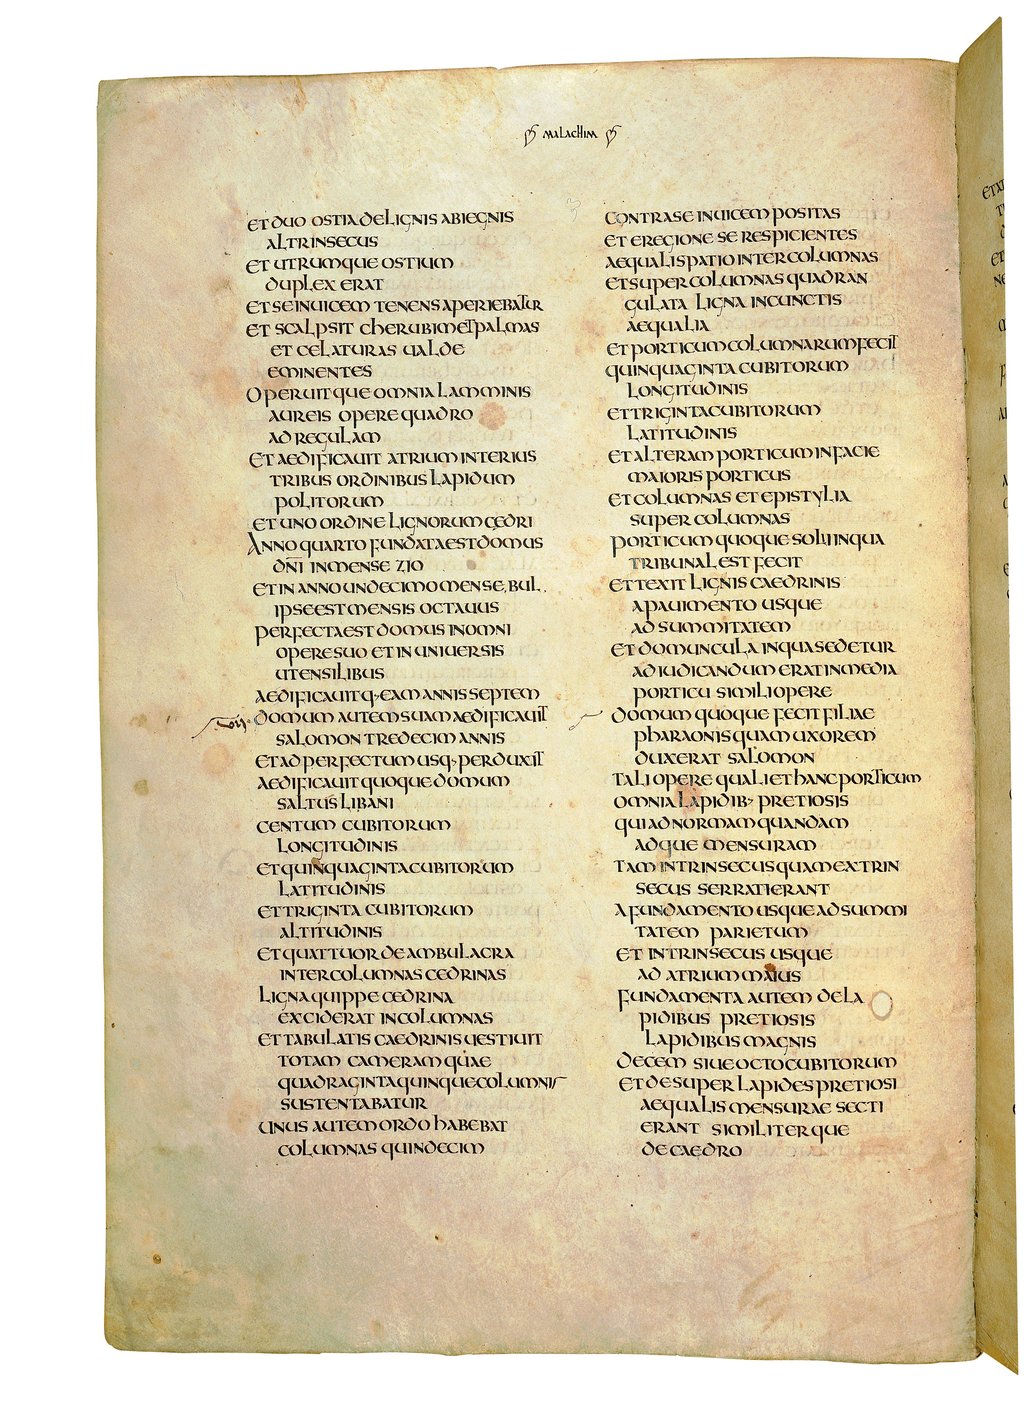 MALACHIM
ET DUO OSTIA DE LIGNIS ABIEGNIS
ALTRINSECUS
ET UTRUMQUE OSTIUM
DUPLEX ERAT
ET SE INUICEM TENENS APERIEBATUR
ET SCALPSIT CHERUBIM ET PALMAS
ET CELATURAS UALDE
EMINENTES
OPERUITQUE OMNIA LAMMINIS
AUREIS OPERE QUADRO
AD REGULAM
ET AEDIFICAUIT ATRIUM INTERIUS
TRIBUS ORDINIBUS LAPIDUM
POLITORUM
ET UNO ORDINE LIGNORUM CEDRI
ANNO QUARTO FUNDATA EST DOMUS
DN̄I IN MENSE ZIO
ET IN ANNO UNDECIMO MENSE BUL
IPSE EST MENSIS OCTAUUS
PERFECTA EST DOMUS IN OMNI
OPERE SUO ET IN UNIUERSIS
UTENSILIBUS
AEDIFICAUITQ· EAM ANNIS SEPTEM
DOMUM AUTEM SUAM AEDIFICAUIT
SALOMON TREDECIM ANNIS
ET AD PERFECTUM USQ· PERDUXIT
AEDIFICAUIT QUOQUE DOMUM
SALTUS LIBANI
CENTUM CUBITORUM
LONGITUDINIS
ET QUINQUAGINTA CUBITORUM
LATITUDINIS
ET TRIGINTA CUBITORUM
ALTITUDINIS
ET QUATTUOR DEAMBULACRA
INTER COLUMNAS CEDRINAS
LIGNA QUIPPE CEDRINA
EXCIDERAT IN COLUMNAS
ET TABULATIS CAEDRINIS UESTIUIT
TOTAM CAMERAM QUAE
QUADRAGINTA QUINQUE COLUMNIS
SUSTENTABATUR
UNUS AUTEM ORDO HABEBAT
COLUMNAS QUINDECIM
CONTRA SE INUICEM POSITAS
ET E REGIONE SE RESPICIENTES
AEQUALI SPATIO INTER COLUMNAS
ET SUPER COLUMNAS QUADRAN
GULATA LIGNA IN CUNCTIS
AEQUALIA
ET PORTICUM COLUMNARUM FECIT
QUINQUAGINTA CUBITORUM
LONGITUDINIS
ET TRIGINTA CUBITORUM
LATITUDINIS
ET ALTERAM PORTICUM IN FACIE
MAIORIS PORTICUS
ET COLUMNAS ET EPISTYLIA
SUPER COLUMNAS
PORTICUM QUOQUE SOLII IN QUA
TRIBUNAL EST FECIT
ET TEXIT LIGNIS CAEDRINIS
A PAUIMENTO USQUE
AD SUMMITATEM
ET DOMUNCULA IN QUA SEDETUR
AD IUDICANDUM ERAT IN MEDIA
PORTICU SIMILI OPERE
DOMUM QUOQUE FECIT FILIAE
PHARAONIS QUAM UXOREM
DUXERAT SALOMON
TALI OPERE QUALI ET HANC PORTICUM
OMNIA LAPIDIB· PRETIOSIS
QUI AD NORMAM QUANDAM
ADQUE MENSURAM
TAM INTRINSECUS QUAM EXTRIN
SECUS SERRATI ERANT
A FUNDAMENTO USQUE AD SUMMI
TATEM PARIETUM
ET INTRINSECUS USQUE
AD ATRIUM MAIUS
FUNDAMENTA AUTEM DE LA
PIDIBUS PRETIOSIS
LAPIDIBUS MAGNIS
DECEM SIUE OCTO CUBITORUM
ET DESUPER LAPIDES PRETIOSI
AEQUALIS MENSURAE SECTI
ERANT SIMILITERQUE
DE CAEDRO